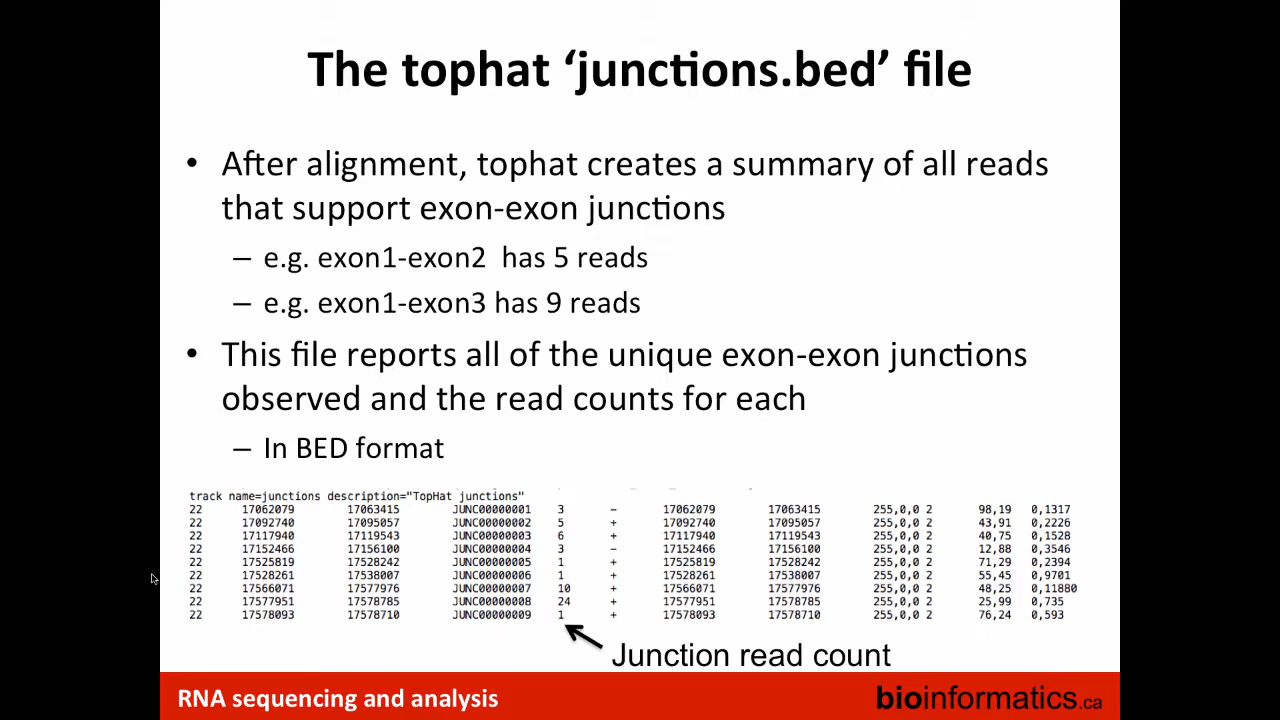 The tophat ‘junctions.bed’ file
• After alignment, tophat creates a summary of all reads
that support exon-exon junctions
– e.g. exon1-exon2 has 5 reads
– e.g. exon1-exon3 has 9 reads
• This file reports all of the unique exon-exon junctions
observed and the read counts for each
– In BED format
track name=junctions description="TopHat junctions"
22 17062079 17063415 JUNC00000001 3 - 17062079 17063415 255,0,0 2 98,19 0,1317
22 17092740 17095057 JUNC00000002 5 + 17092740 17095057 255,0,0 2 43,91 0,2226
22 17117940 17119543 JUNC00000003 6 + 17117940 17119543 255,0,0 2 40,75 0,1528
22 17152466 17156100 JUNC00000004 3 - 17152466 17156100 255,0,0 2 12,88 0,3546
22 17525819 17528242 JUNC00000005 1 + 17525819 17528242 255,0,0 2 71,29 0,2394
22 17528261 17538007 JUNC00000006 1 + 17528261 17538007 255,0,0 2 55,45 0,9701
22 17566071 17577976 JUNC00000007 10 + 17566071 17577976 255,0,0 2 48,25 0,11880
22 17577951 17578785 JUNC00000008 24 + 17577951 17578785 255,0,0 2 25,99 0,735
22 17578093 17578710 JUNC00000009 1 + 17578093 17578710 255,0,0 2 76,24 0,593
Junction read count
RNA sequencing and analysis
bioinformatics.ca